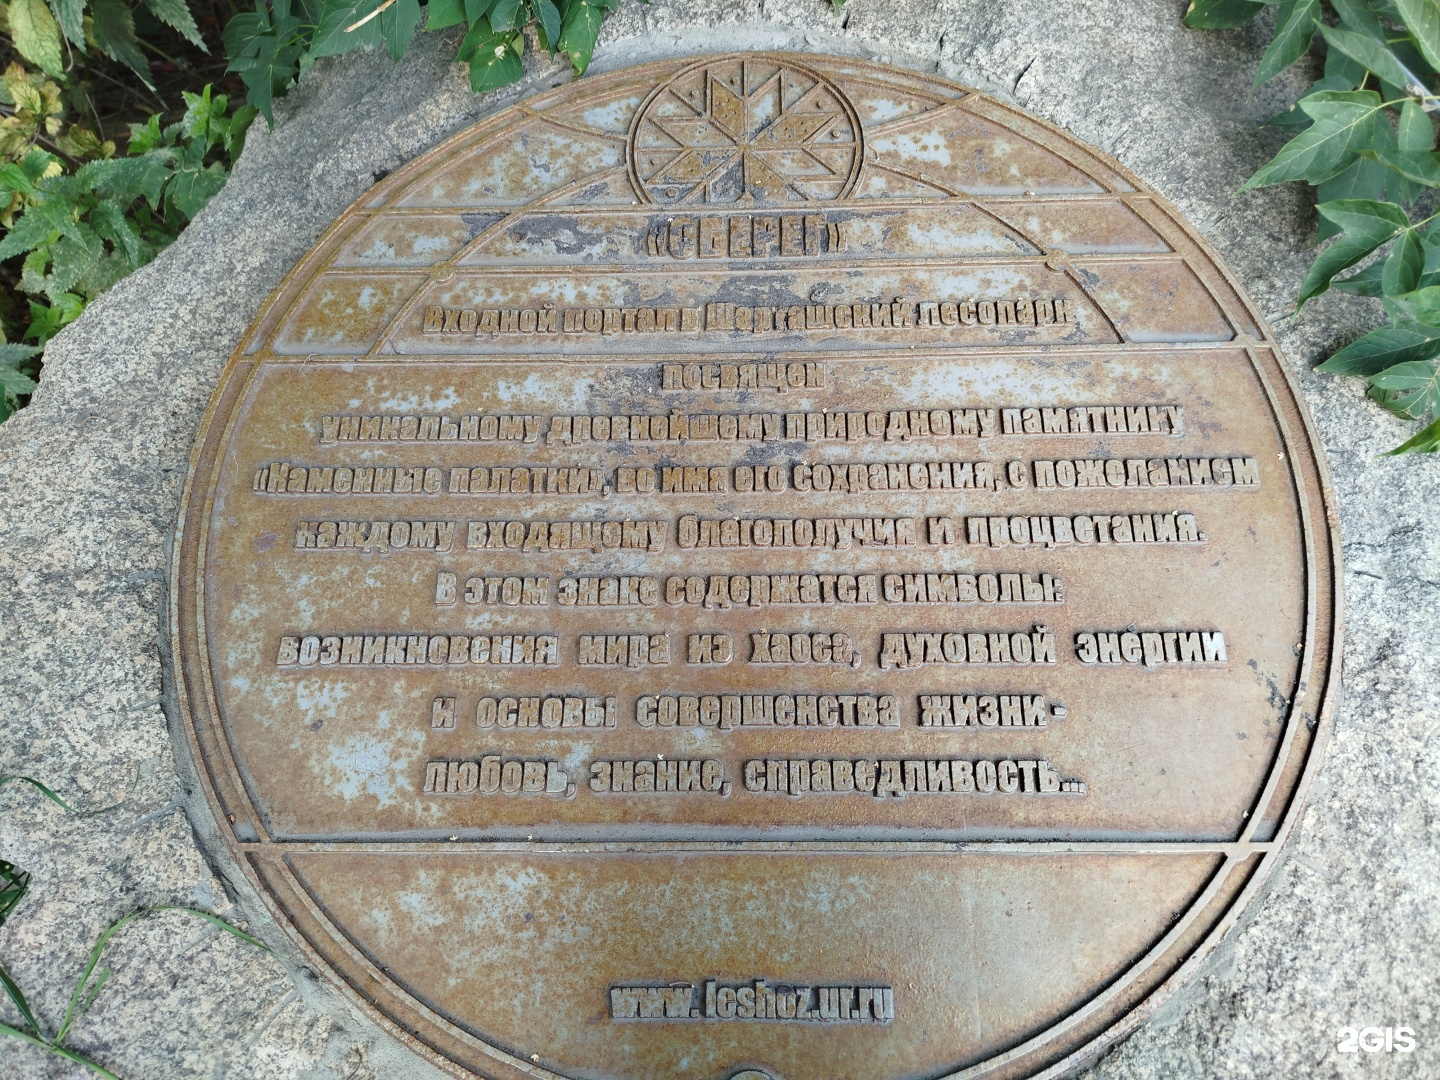 «ОБЕРЕГ»
Входной портал в Шарташский лесопарк
посвящен
уникальному древнейшему природному памятнику
«Каменные палатки», во имя его сохранения, с пожеланием
каждому входящему благополучия и процветания.
В этом знаке содержатся символы:
возникновения мира из хаоса, духовной энергии
и основы совершенства жизни -
любовь, знание, справедливость...
www.leshoz.ur.ru
2GIS